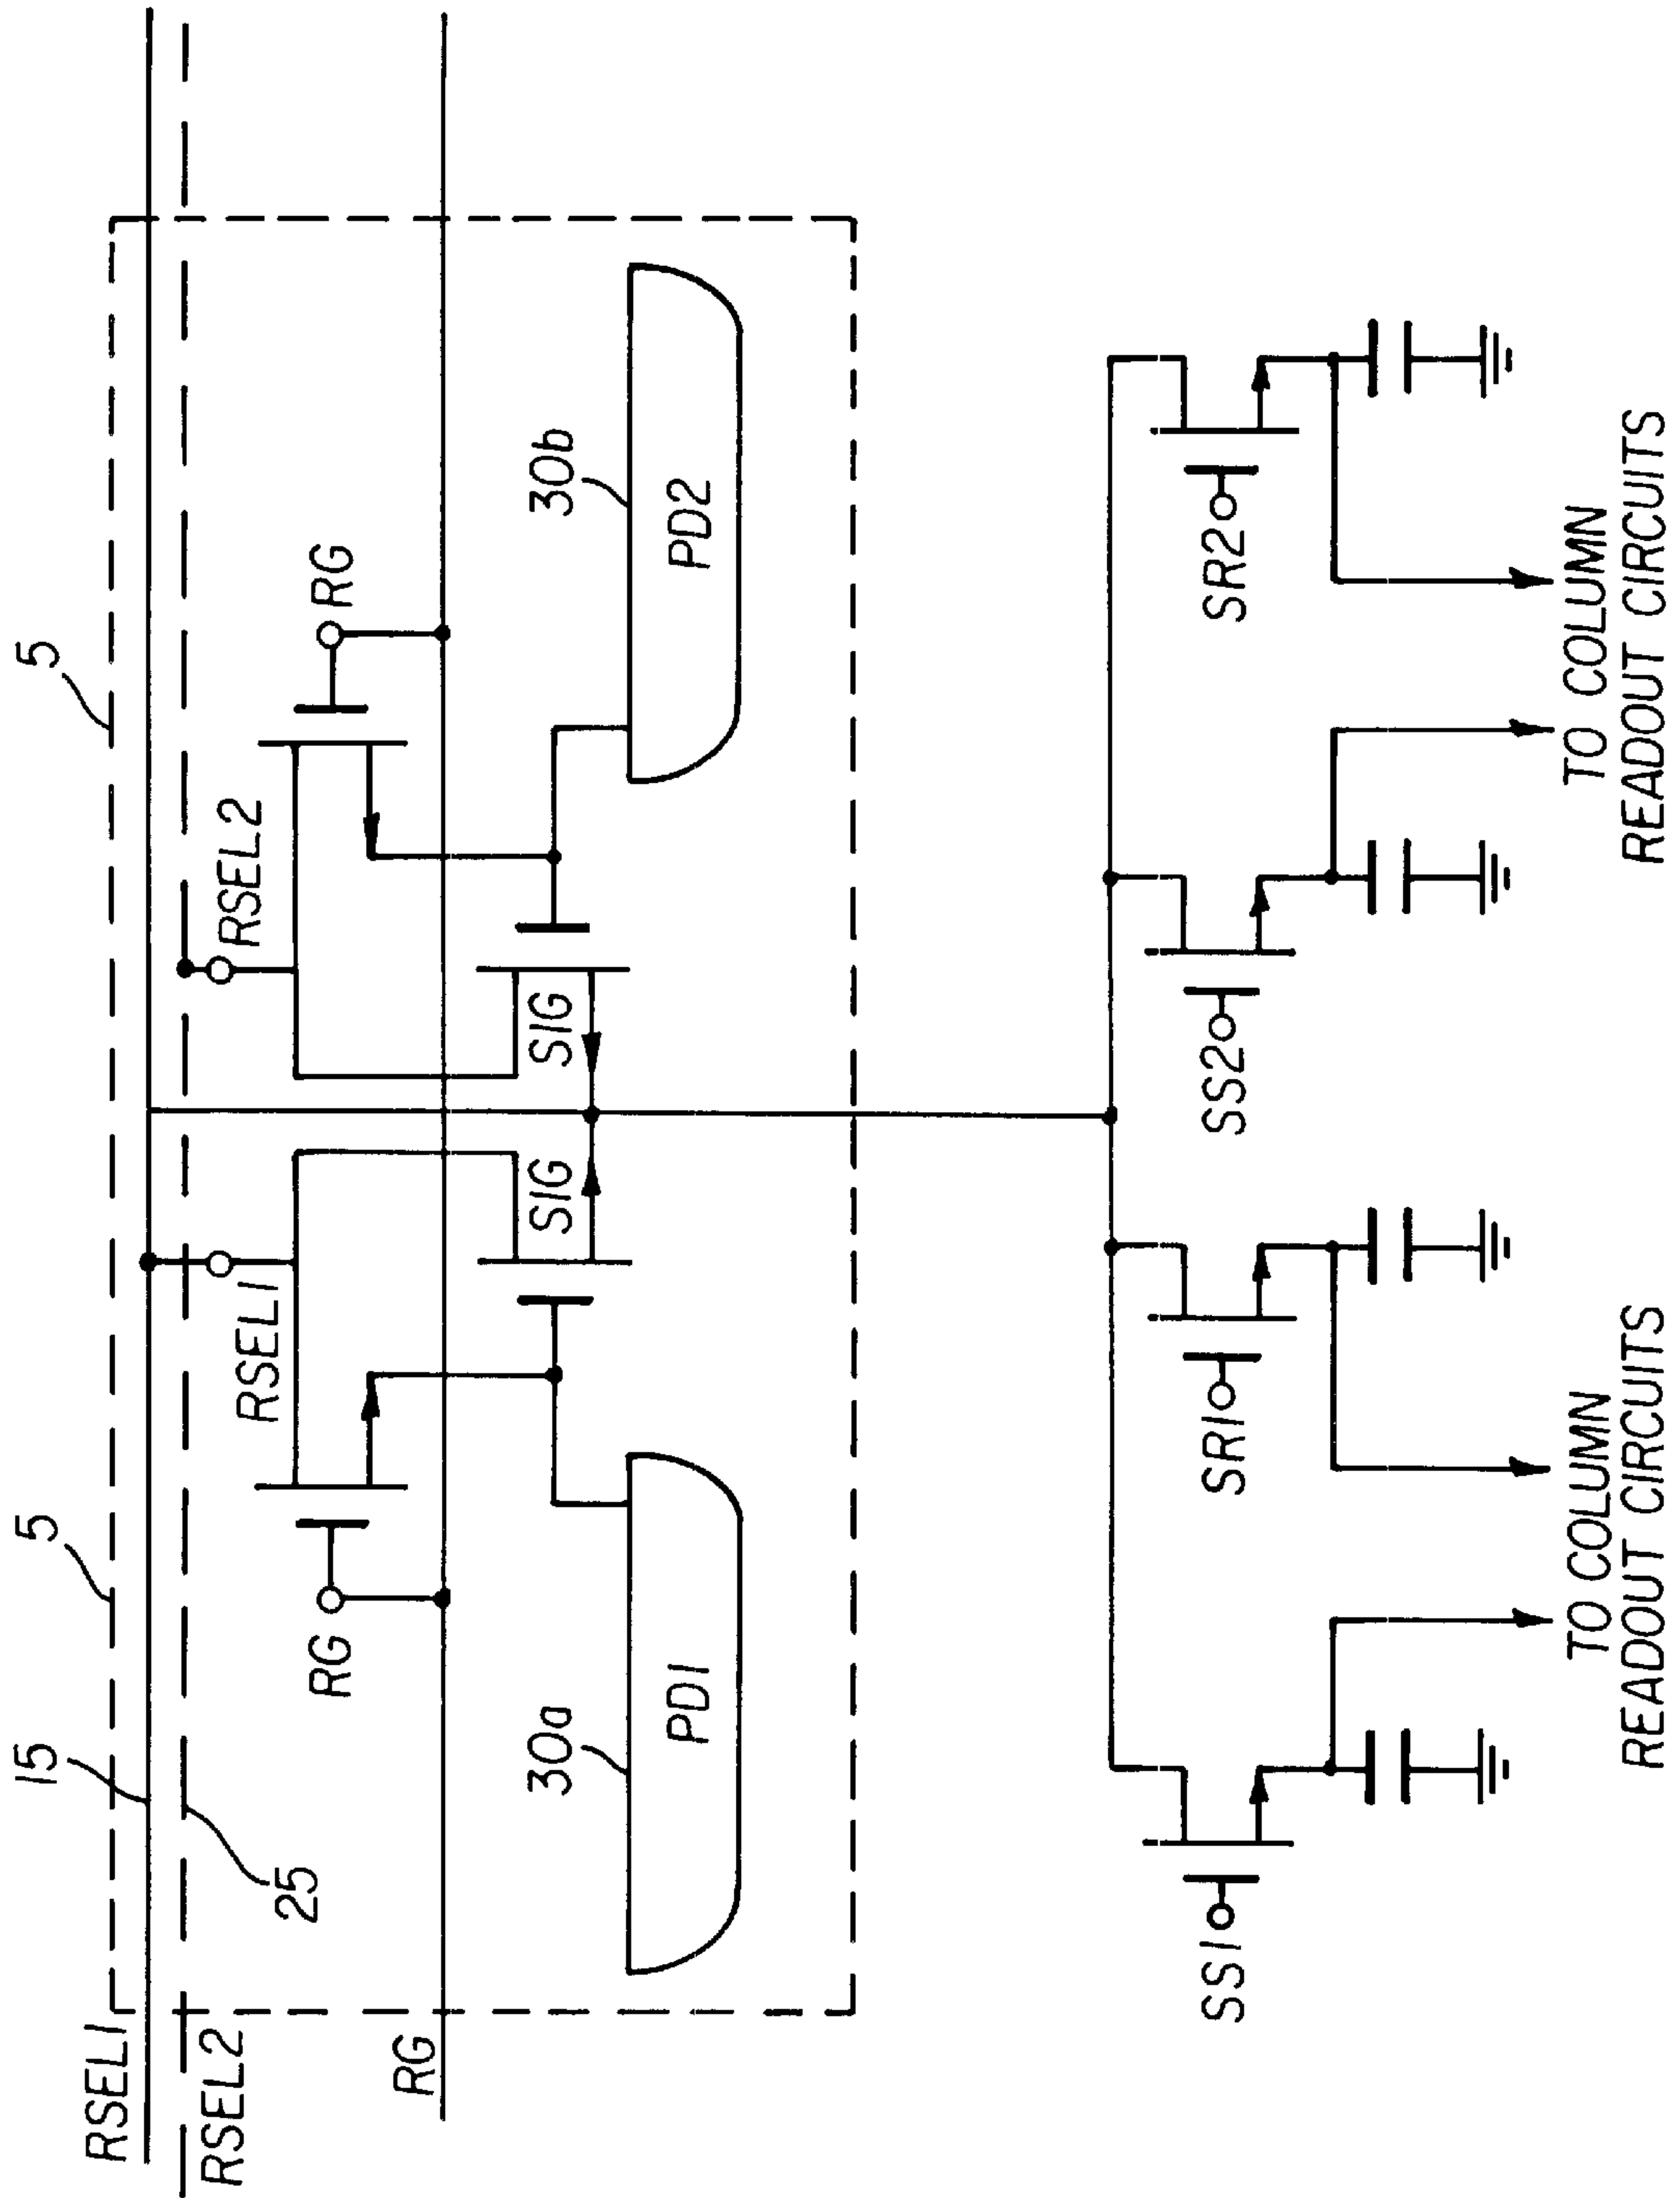 15
5
5
RSEL1
RSEL2
25
RSEL1
RSEL2
RG
RG
RG
SIG
SIG
30a
PD1
30b
PD2
SS1
SR1
SS2
SR2
TO COLUMN
READOUT CIRCUITS
TO COLUMN
READOUT CIRCUITS